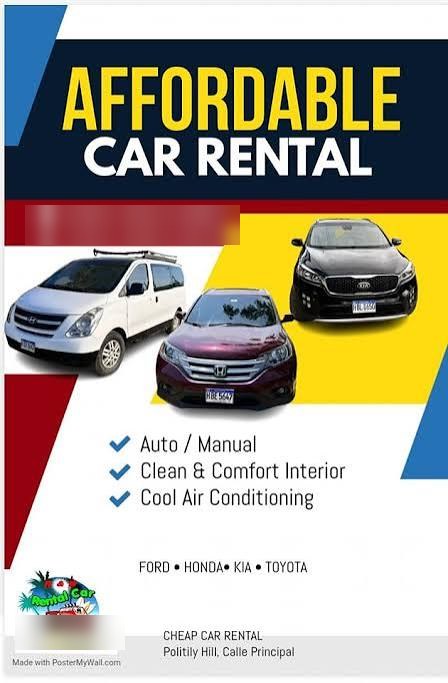 AFFORDABLE
CAR RENTAL
KIA
Auto / Manual
Clean & Comfort Interior
Cool Air Conditioning
FORD • HONDA• KIA • TOYOTA
Rental Car
CHEAP CAR RENTAL
Politily Hill, Calle Principal
Made with PosterMyWall.com